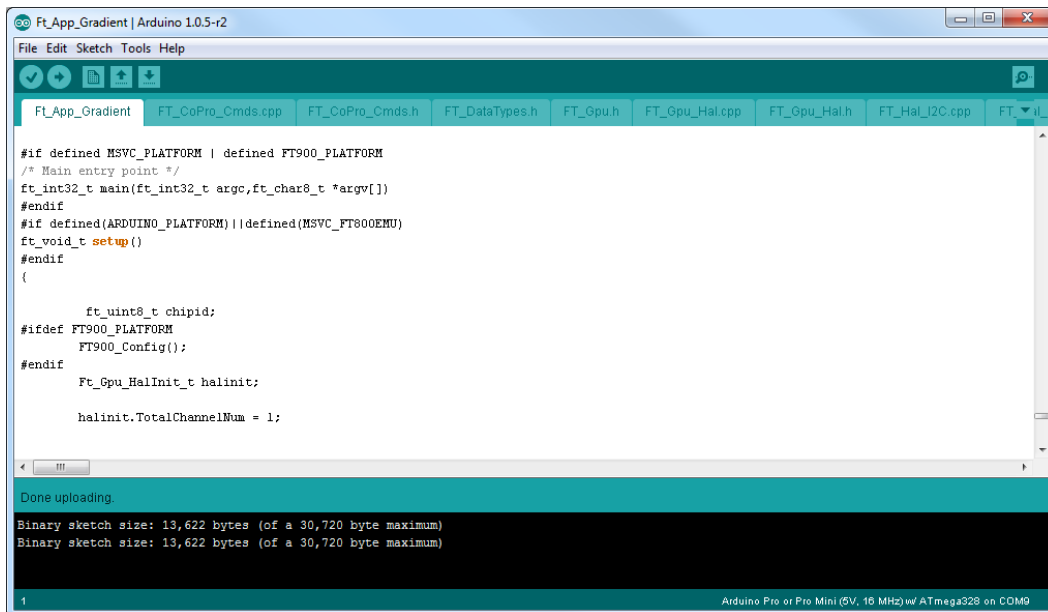 Ft_App_Gradient | Arduino 1.0.5-r2
File Edit Sketch Tools Help
Ft_App_Gradient FT_CoPro_Cmds.cpp FT_CoPro_Cmds.h FT_DataTypes.h FT_Gpu.h FT_Gpu_Hal.cpp FT_Gpu_Hal.h FT_Hal_I2C.cpp
#if defined MSVC_PLATFORM | defined FT900_PLATFORM
/* Main entry point */
ft_int32_t main(ft_int32_t argc,ft_char8_t *argv[])
#endif
#if defined(ARDUINO_PLATFORM)||defined(MSVC_FT800EMU)
ft_void_t setup()
#endif
{
ft_uint8_t chipid;
#ifdef FT900_PLATFORM
FT900_Config();
#endif
Ft_Gpu_HalInit_t halinit;
halinit.TotalChannelNum = 1;
Done uploading.
Binary sketch size: 13,622 bytes (of a 30,720 byte maximum)
Binary sketch size: 13,622 bytes (of a 30,720 byte maximum)
1 Arduino Pro or Pro Mini (5V, 16 MHz) w/ ATmega328 on COM9